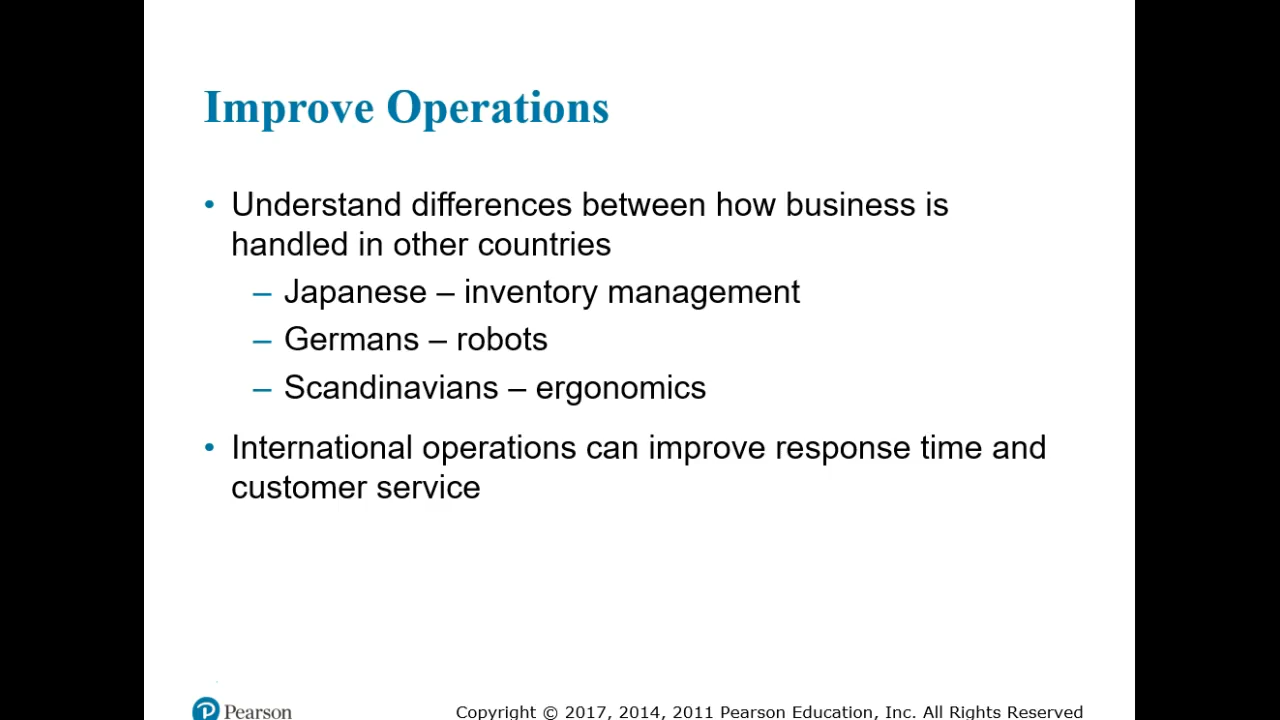 Improve Operations
• Understand differences between how business is
handled in other countries
– Japanese – inventory management
– Germans – robots
– Scandinavians – ergonomics
• International operations can improve response time and
customer service
Pearson
Copyright © 2017, 2014, 2011 Pearson Education, Inc. All Rights Reserved